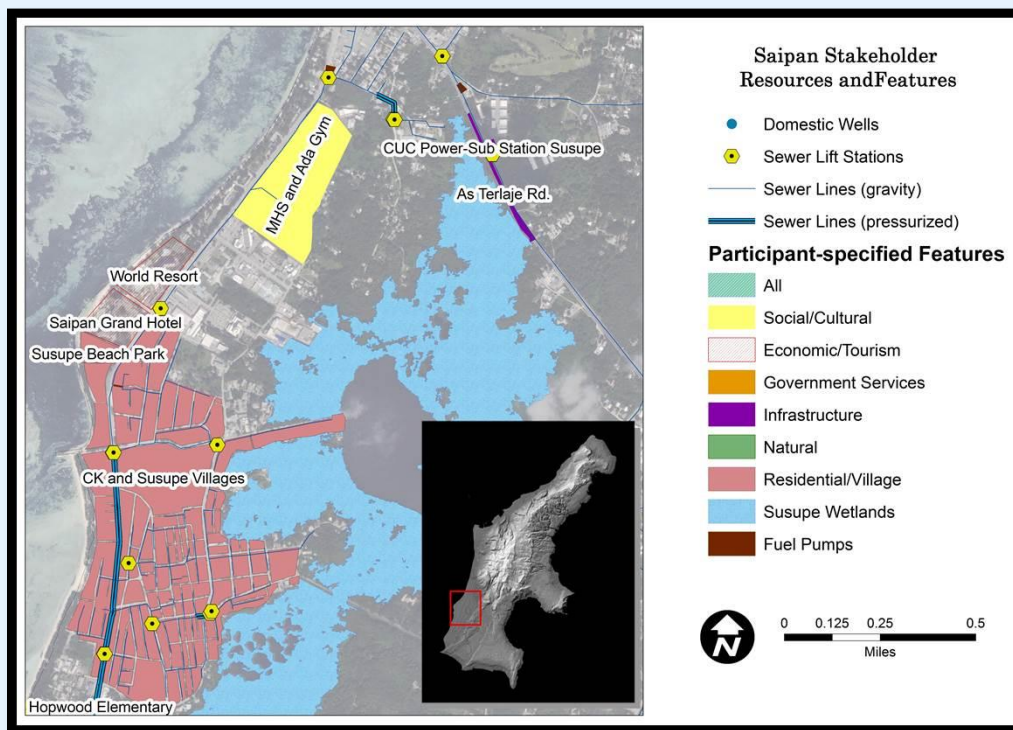 MHS and Ada Gym
CUC Power-Sub Station Susupe
As Terlaje Rd.
World Resort
Saipan Grand Hotel
Susupe Beach Park
CK and Susupe Villages
Hopwood Elementary
Saipan Stakeholder
Resources andFeatures
Domestic Wells
Sewer Lift Stations
Sewer Lines (gravity)
Sewer Lines (pressurized)
Participant-specified Features
All
Social/Cultural
Economic/Tourism
Government Services
Infrastructure
Natural
Residential/Village
Susupe Wetlands
Fuel Pumps
N
0 0.125 0.25 0.5
Miles